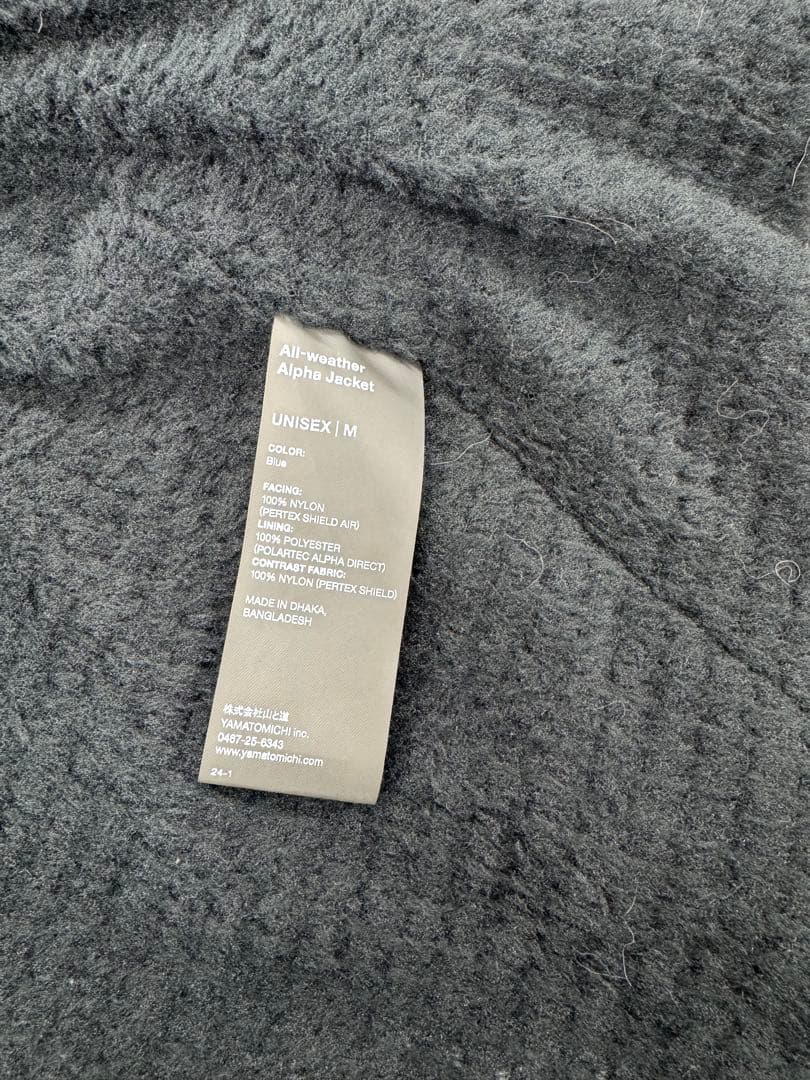 All-weather
Alpha Jacket
UNISEX | M
COLOR:
Blue
FACING:
100% NYLON
(PERTEX SHIELD AIR)
LINING:
100% POLYESTER
(POLARTEC ALPHA DIRECT)
CONTRAST FABRIC:
100% NYLON (PERTEX SHIELD)
MADE IN DHAKA,
BANGLADESH
株式会社山と道
YAMATOMICHI inc.
0467-25-6343
www.yamatomichi.com
24-1